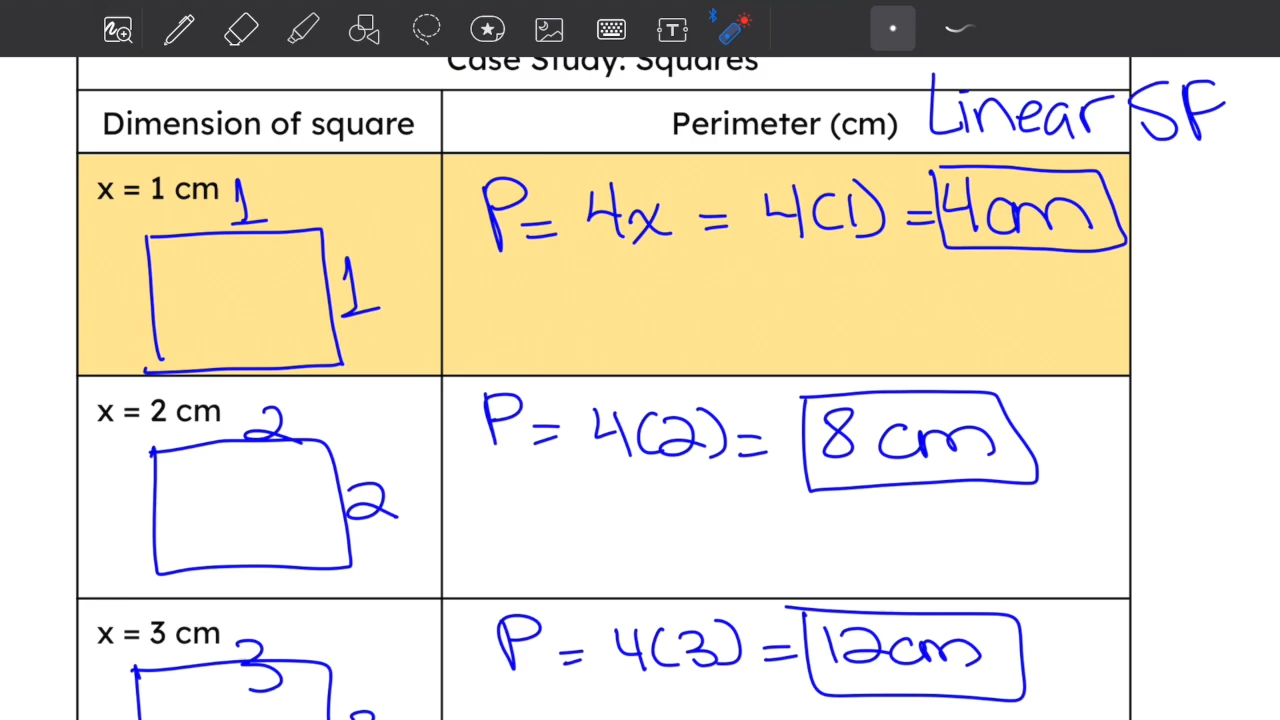 Case Study: Squares
Dimension of square
Perimeter (cm)
Linear SF
x = 1 cm
1
1
P = 4x = 4(1) = 4cm
x = 2 cm
2
2
P = 4(2) = 8 cm
x = 3 cm
3
P = 4(3) = 12cm